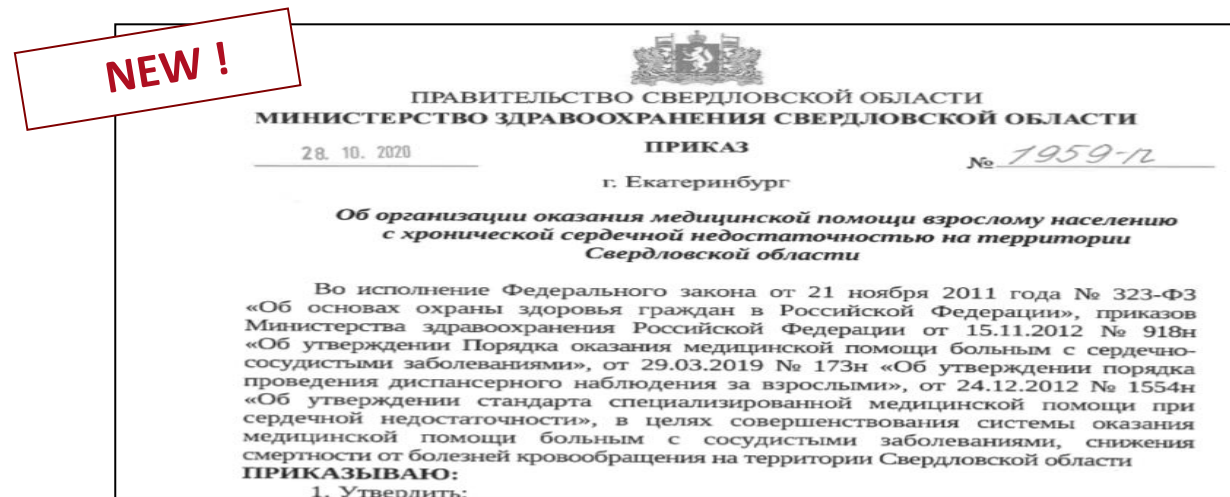 NEW !
ПРАВИТЕЛЬСТВО СВЕРДЛОВСКОЙ ОБЛАСТИ
МИНИСТЕРСТВО ЗДРАВООХРАНЕНИЯ СВЕРДЛОВСКОЙ ОБЛАСТИ
28. 10. 2020 ПРИКАЗ № 1959-п
г. Екатеринбург
Об организации оказания медицинской помощи взрослому населению
с хронической сердечной недостаточностью на территории
Свердловской области
Во исполнение Федерального закона от 21 ноября 2011 года № 323-ФЗ
«Об основах охраны здоровья граждан в Российской Федерации», приказов
Министерства здравоохранения Российской Федерации от 15.11.2012 № 918н
«Об утверждении Порядка оказания медицинской помощи больным с сердечно-
сосудистыми заболеваниями», от 29.03.2019 № 173н «Об утверждении порядка
проведения диспансерного наблюдения за взрослыми», от 24.12.2012 № 1554н
«Об утверждении стандарта специализированной медицинской помощи при
сердечной недостаточности», в целях совершенствования системы оказания
медицинской помощи больным с сосудистыми заболеваниями, снижения
смертности от болезней кровообращения на территории Свердловской области
ПРИКАЗЫВАЮ:
1. Утвердить: